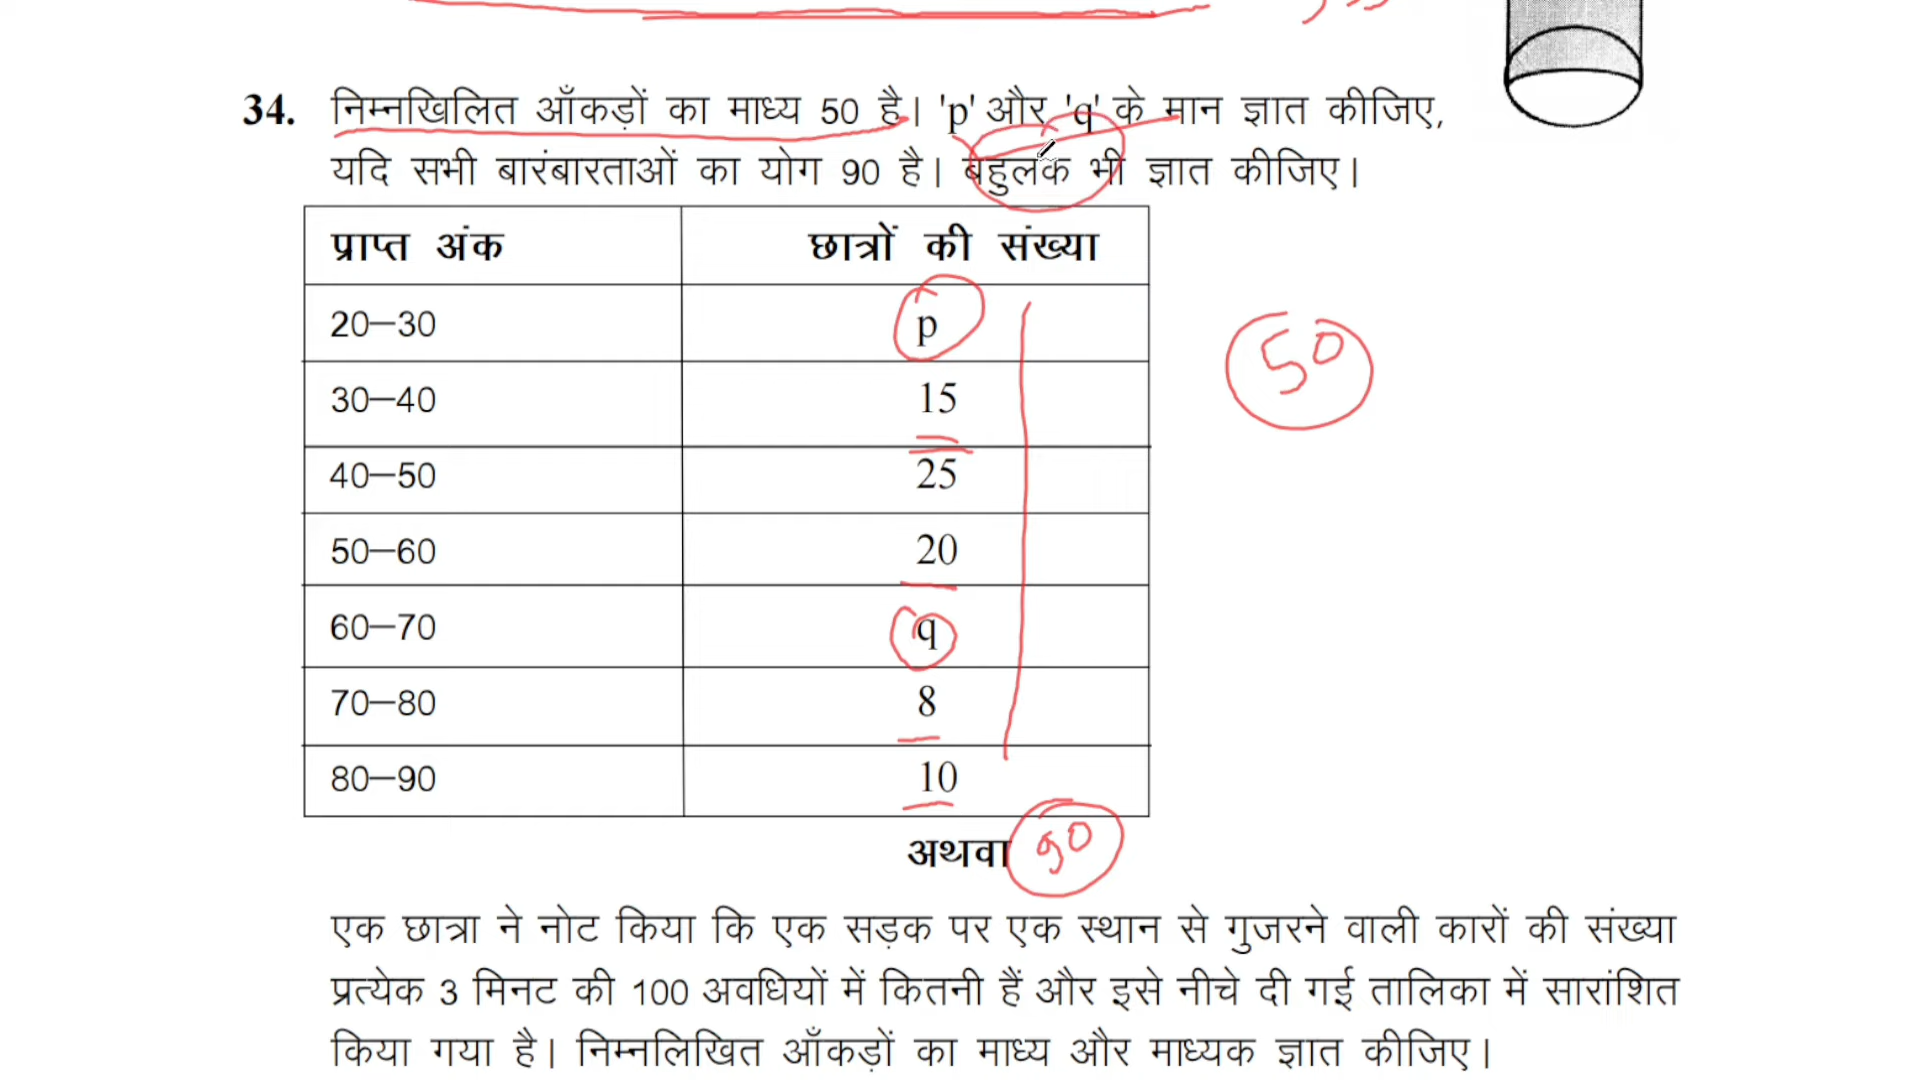 34. निम्नखिलित आँकड़ों का माध्य 50 है। 'p' और 'q' के मान ज्ञात कीजिए,
यदि सभी बारंबारताओं का योग 90 है। बहुलक भी ज्ञात कीजिए।
प्राप्त अंक छात्रों की संख्या
20–30 p
30–40 15
50
40–50 25
50–60 20
60–70 q
70–80 8
80–90 10
अथवा 90
एक छात्रा ने नोट किया कि एक सड़क पर एक स्थान से गुजरने वाली कारों की संख्या
प्रत्येक 3 मिनट की 100 अवधियों में कितनी हैं और इसे नीचे दी गई तालिका में सारांशित
किया गया है। निम्नलिखित आँकड़ों का माध्य और माध्यक ज्ञात कीजिए।